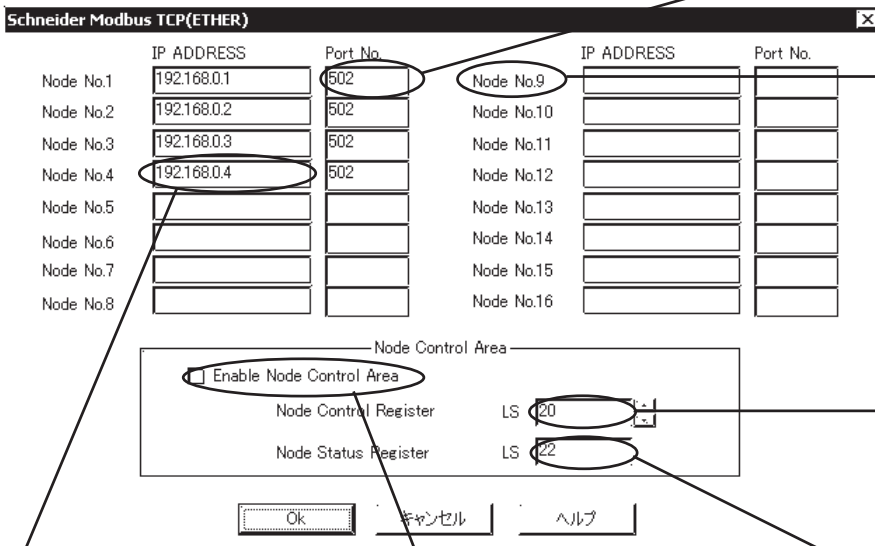 Schneider Modbus TCP(ETHER)
IP ADDRESS Port No. IP ADDRESS Port No.
Node No.1 192.168.0.1 502 Node No.9
Node No.2 192.168.0.2 502 Node No.10
Node No.3 192.168.0.3 502 Node No.11
Node No.4 192.168.0.4 502 Node No.12
Node No.5 Node No.13
Node No.6 Node No.14
Node No.7 Node No.15
Node No.8 Node No.16
Node Control Area
Enable Node Control Area
Node Control Register LS 20
Node Status Register LS 22
Ok キャンセル ヘルプ